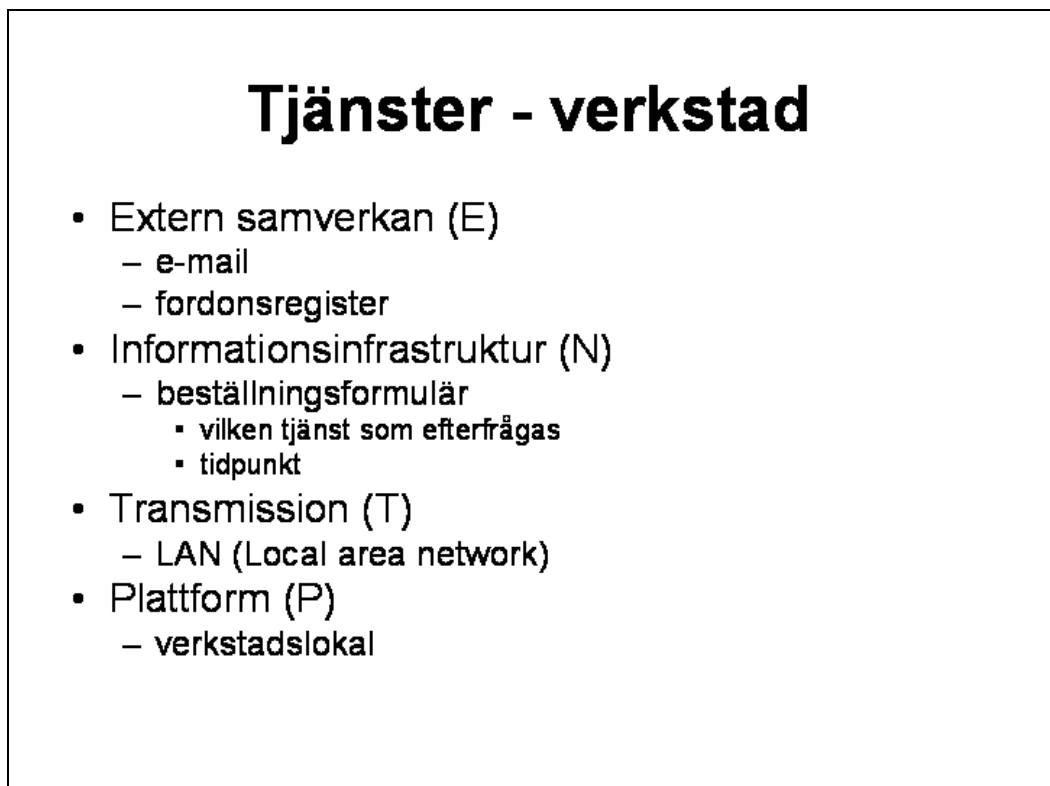 Tjänster - verkstad
• Extern samverkan (E)
– e-mail
– fordonsregister
• Informationsinfrastruktur (N)
– beställningsformulär
▪ vilken tjänst som efterfrågas
▪ tidpunkt
• Transmission (T)
– LAN (Local area network)
• Plattform (P)
– verkstadslokal